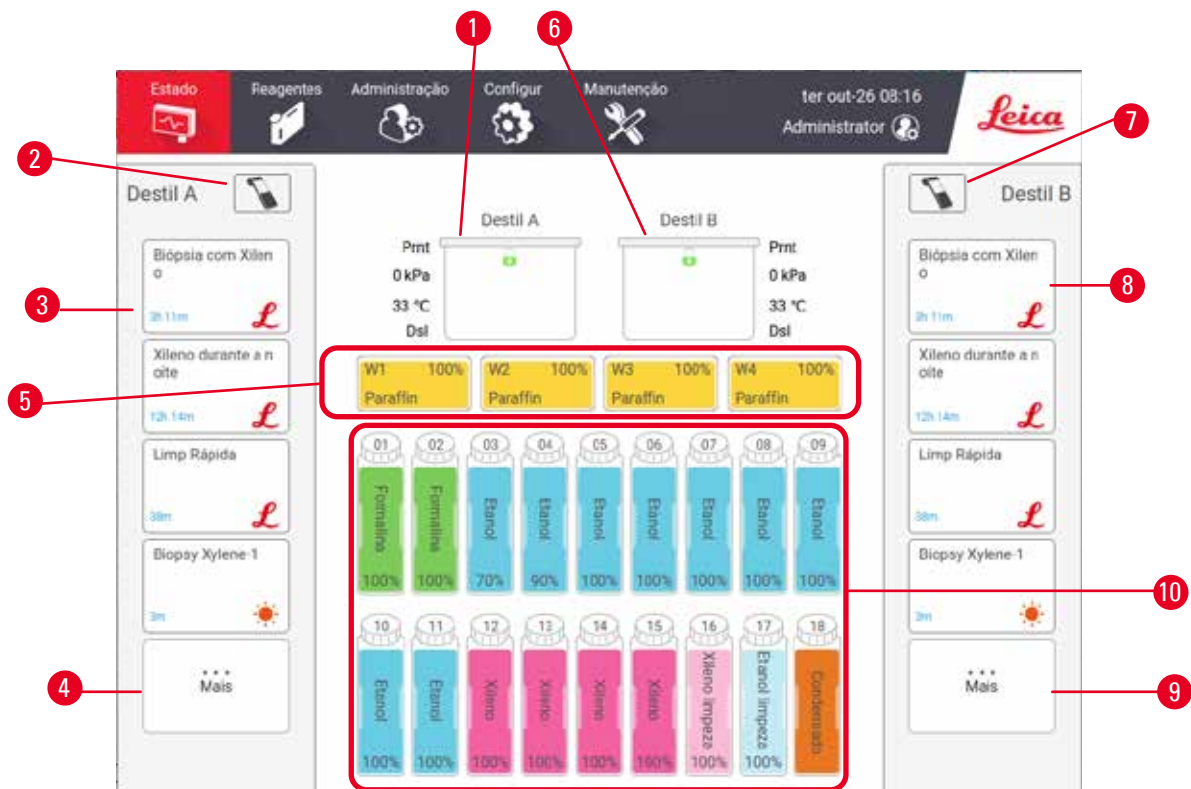 1
6
Estado
Reagentes
Administração
Configur
Manutenção
ter out-26 08:16
Administrator
Leica
7
2
Destil A
Destil B
Destil A
Destil B
Biópsia com Xilen
o
3h 11m
3
Prnt
0 kPa
33 °C
Dsl
Prnt
0 kPa
33 °C
Dsl
Biópsia com Xilen
o
3h 11m
8
Xileno durante a n
oite
12h 14m
5
W1 100%
Paraffin
W2 100%
Paraffin
W3 100%
Paraffin
W4 100%
Paraffin
Xileno durante a n
oite
12h 14m
Limp Rápida
38m
Limp Rápida
38m
01 02 03 04 05 06 07 08 09
Formalina Formalina Etanol Etanol Etanol Etanol Etanol Etanol Etanol
100% 100% 70% 90% 100% 100% 100% 100% 100%
Biopsy Xylene-1
3m
Biopsy Xylene-1
3m
10
10 11 12 13 14 15 16 17 18
Etanol Etanol Xileno Xileno Xileno Xileno Xileno limpeza Etanol limpeza Condensado
100% 100% 100% 100% 100% 100% 100% 100%
4
Mais
Mais
9